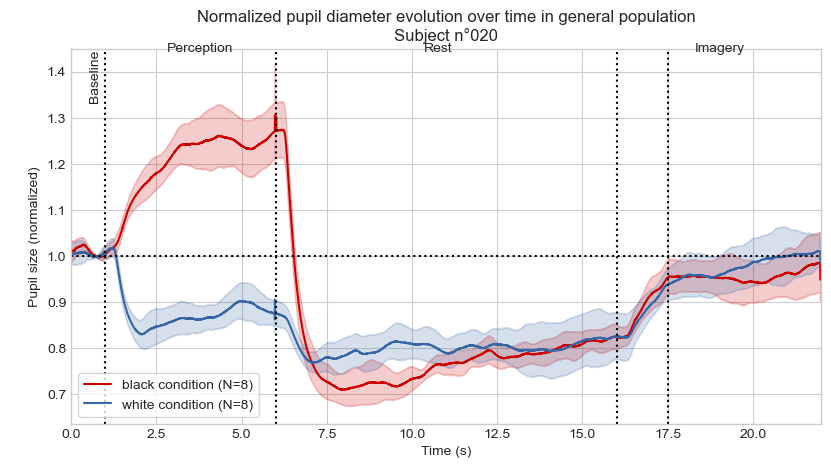 Normalized pupil diameter evolution over time in general population
Subject n°020
Baseline
Perception
Rest
Imagery
Pupil size (normalized)
1.4
1.3
1.2
1.1
1.0
0.9
0.8
0.7
black condition (N=8)
white condition (N=8)
0.0
2.5
5.0
7.5
10.0
12.5
15.0
17.5
20.0
Time (s)